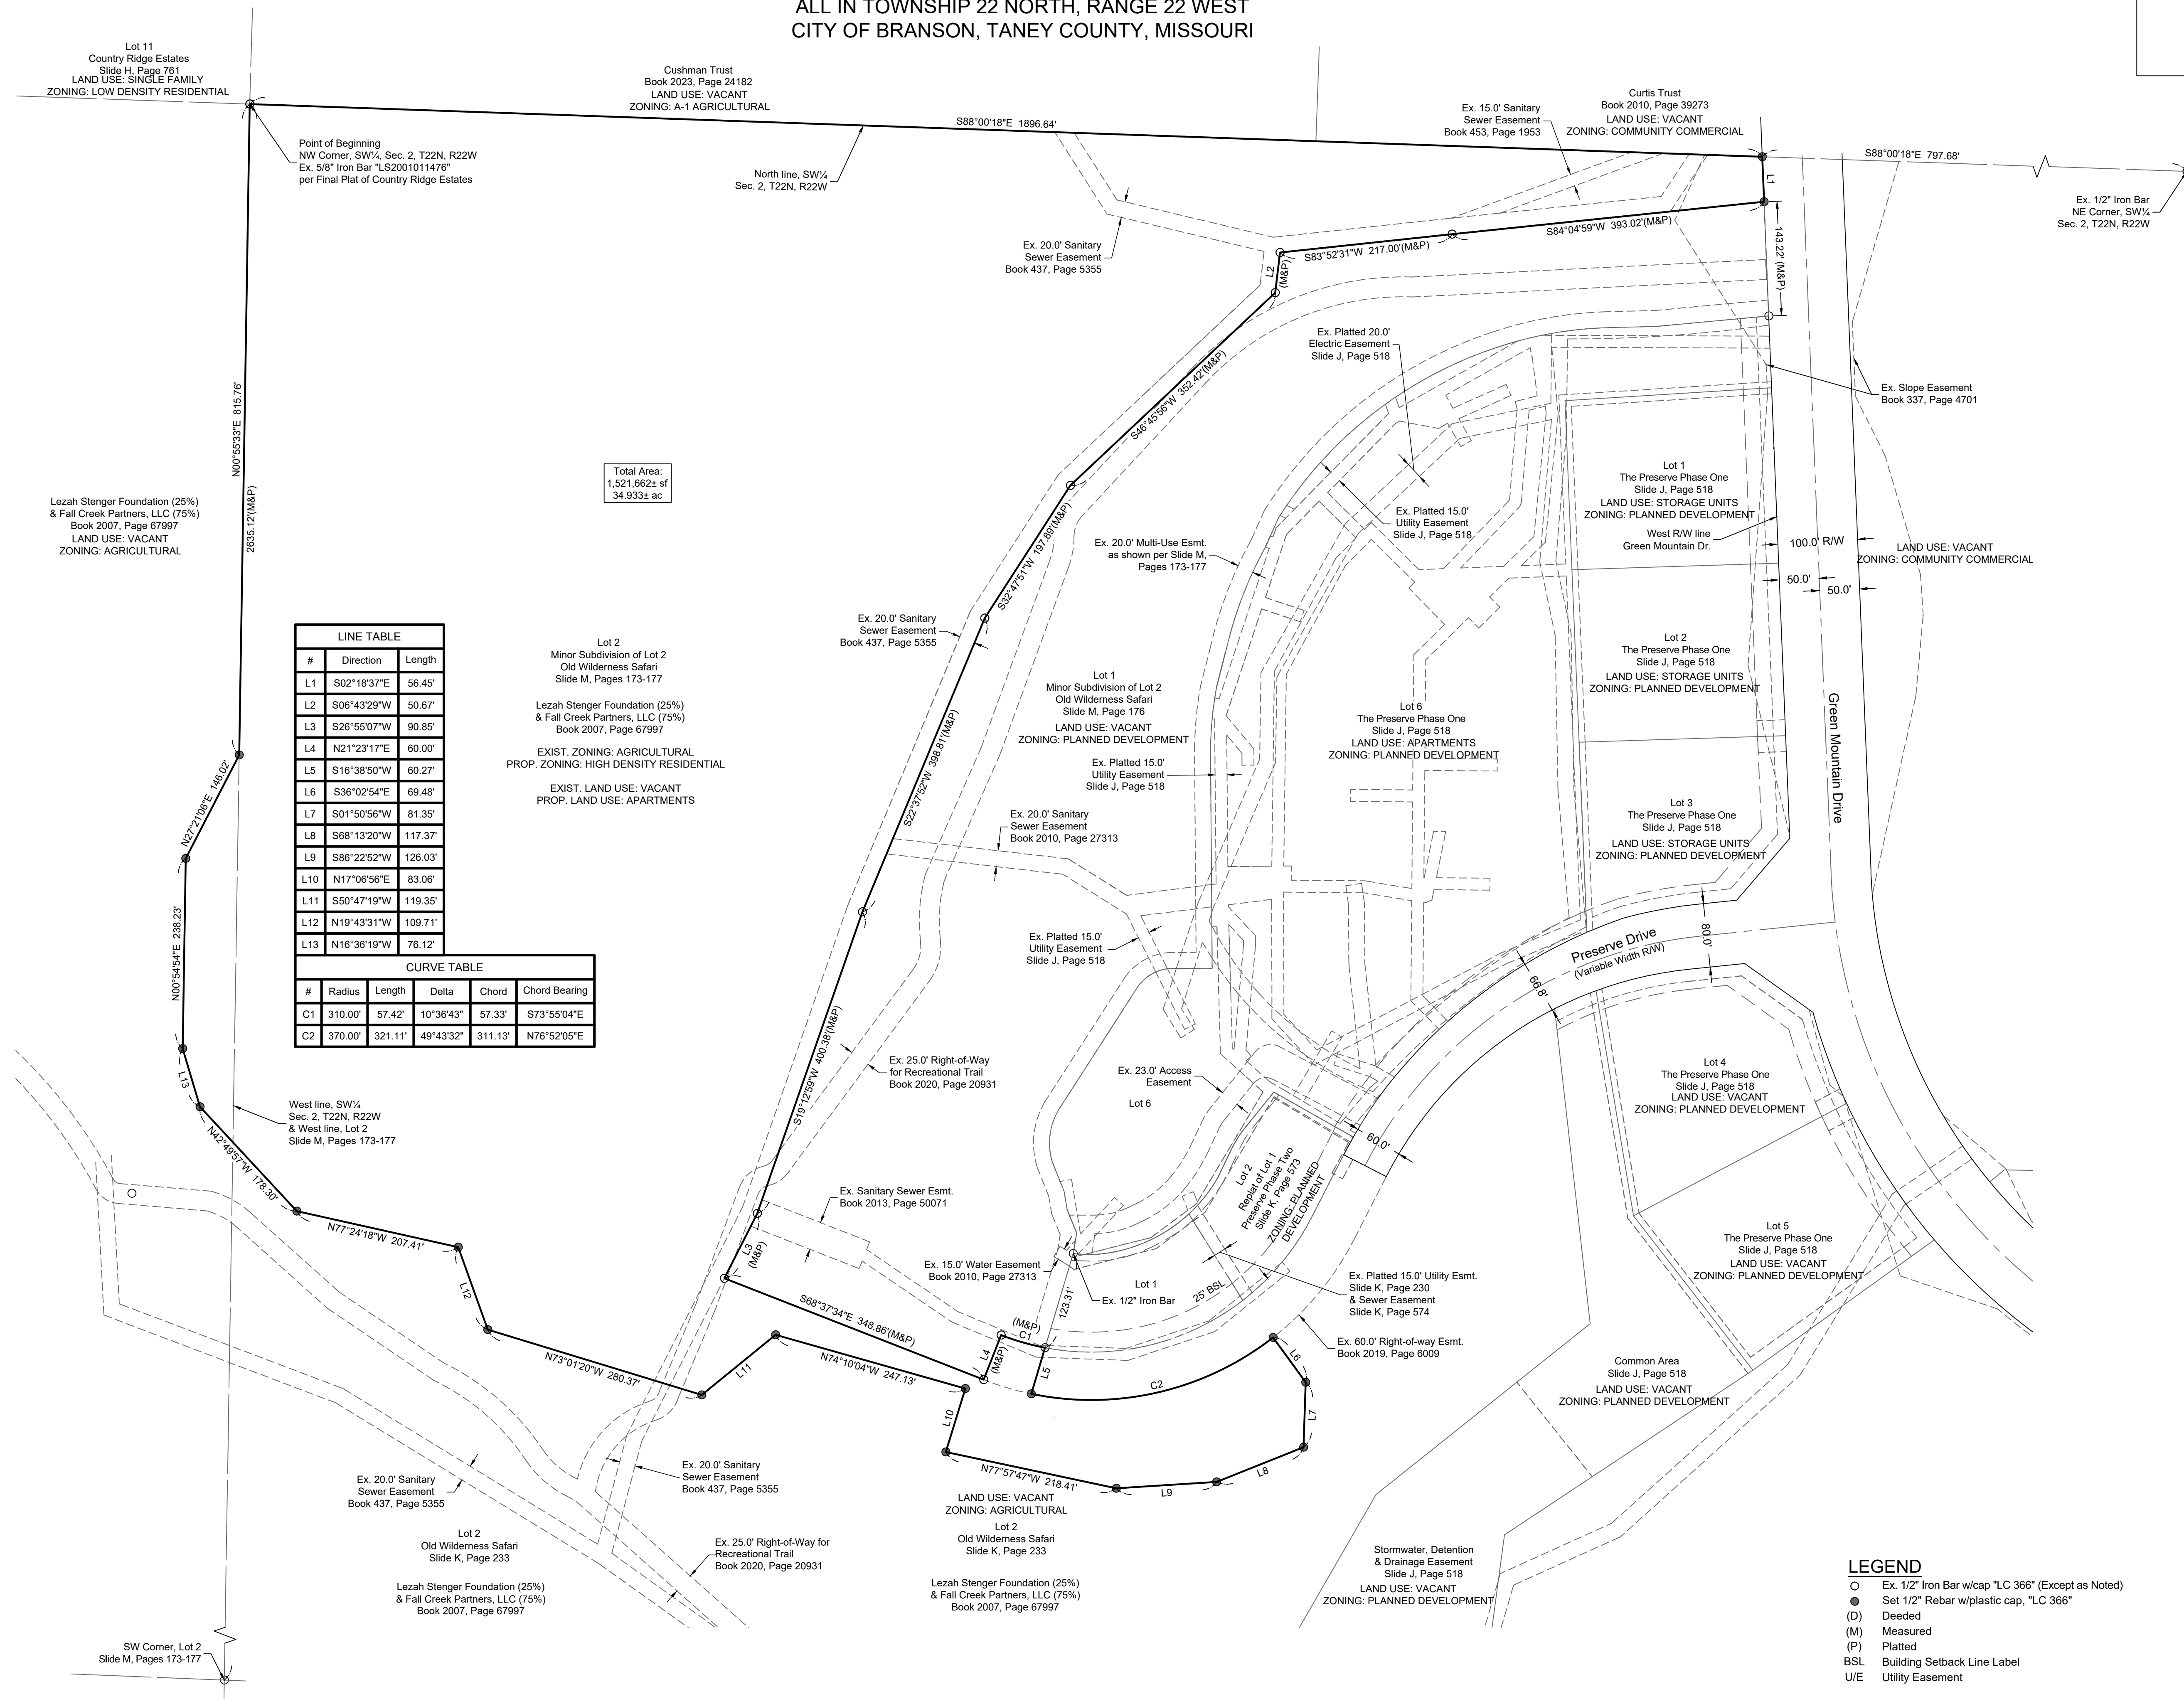 ALL IN TOWNSHIP 22 NORTH, RANGE 22 WEST
CITY OF BRANSON, TANEY COUNTY, MISSOURI
Lot 11
Country Ridge Estates
Slide H, Page 761
LAND USE: SINGLE FAMILY
ZONING: LOW DENSITY RESIDENTIAL
Cushman Trust
Book 2023, Page 24182
LAND USE: VACANT
ZONING: A-1 AGRICULTURAL
S88°00'18"E 1896.64'
Ex. 15.0' Sanitary
Sewer Easement
Book 453, Page 1953
Curtis Trust
Book 2010, Page 39273
LAND USE: VACANT
ZONING: COMMUNITY COMMERCIAL
S88°00'18"E 797.68'
Point of Beginning
NW Corner, SW¼, Sec. 2, T22N, R22W
Ex. 5/8" Iron Bar "LS2001011476"
per Final Plat of Country Ridge Estates
North line, SW¼
Sec. 2, T22N, R22W
L1
Ex. 1/2" Iron Bar
NE Corner, SW¼
Sec. 2, T22N, R22W
Ex. 20.0' Sanitary
Sewer Easement
Book 437, Page 5355
L2
(M&P)
S83°52'31"W 217.00'(M&P)
S84°04'59"W 393.02'(M&P)
143.22' (M&P)
Ex. Platted 20.0'
Electric Easement
Slide J, Page 518
S46°45'56"W 352.42'(M&P)
Ex. Slope Easement
Book 337, Page 4701
N00°55'33"E 815.76'
2635.12'(M&P)
Total Area:
1,521,662± sf
34.933± ac
Lezah Stenger Foundation (25%)
& Fall Creek Partners, LLC (75%)
Book 2007, Page 67997
LAND USE: VACANT
ZONING: AGRICULTURAL
S32°47'51"W 197.89'(M&P)
Ex. 20.0' Multi-Use Esmt.
as shown per Slide M,
Pages 173-177
Ex. Platted 15.0'
Utility Easement
Slide J, Page 518
Lot 1
The Preserve Phase One
Slide J, Page 518
LAND USE: STORAGE UNITS
ZONING: PLANNED DEVELOPMENT
West R/W line
Green Mountain Dr.
100.0' R/W
50.0'
50.0'
LAND USE: VACANT
ZONING: COMMUNITY COMMERCIAL
Ex. 20.0' Sanitary
Sewer Easement
Book 437, Page 5355
LINE TABLE
# Direction Length
L1 S02°18'37"E 56.45'
L2 S06°43'29"W 50.67'
L3 S26°55'07"W 90.85'
L4 N21°23'17"E 60.00'
L5 S16°38'50"W 60.27'
L6 S36°02'54"E 69.48'
L7 S01°50'56"W 81.35'
L8 S68°13'20"W 117.37'
L9 S86°22'52"W 126.03'
L10 N17°06'56"E 83.06'
L11 S50°47'19"W 119.35'
L12 N19°43'31"W 109.71'
L13 N16°36'19"W 76.12'
CURVE TABLE
# Radius Length Delta Chord Chord Bearing
C1 310.00' 57.42' 10°36'43" 57.33' S73°55'04"E
C2 370.00' 321.11' 49°43'32" 311.13' N76°52'05"E
Lot 2
Minor Subdivision of Lot 2
Old Wilderness Safari
Slide M, Pages 173-177
Lezah Stenger Foundation (25%)
& Fall Creek Partners, LLC (75%)
Book 2007, Page 67997
EXIST. ZONING: AGRICULTURAL
PROP. ZONING: HIGH DENSITY RESIDENTIAL
EXIST. LAND USE: VACANT
PROP. LAND USE: APARTMENTS
Lot 1
Minor Subdivision of Lot 2
Old Wilderness Safari
Slide M, Page 176
LAND USE: VACANT
ZONING: PLANNED DEVELOPMENT
Lot 6
The Preserve Phase One
Slide J, Page 518
LAND USE: APARTMENTS
ZONING: PLANNED DEVELOPMENT
Lot 2
The Preserve Phase One
Slide J, Page 518
LAND USE: STORAGE UNITS
ZONING: PLANNED DEVELOPMENT
Green Mountain Drive
Ex. Platted 15.0'
Utility Easement
Slide J, Page 518
S22°37'52"W 398.81'(M&P)
Ex. 20.0' Sanitary
Sewer Easement
Book 2010, Page 27313
Lot 3
The Preserve Phase One
Slide J, Page 518
LAND USE: STORAGE UNITS
ZONING: PLANNED DEVELOPMENT
N27°21'06"E 146.02'
N00°54'54"E 238.23'
Ex. Platted 15.0'
Utility Easement
Slide J, Page 518
Preserve Drive
(Variable Width R/W)
80.0'
66.8'
S19°12'59"W 400.38'(M&P)
Ex. 25.0' Right-of-Way
for Recreational Trail
Book 2020, Page 20931
Ex. 23.0' Access
Easement
Lot 6
Lot 4
The Preserve Phase One
Slide J, Page 518
LAND USE: VACANT
ZONING: PLANNED DEVELOPMENT
L13
West line, SW¼
Sec. 2, T22N, R22W
& West line, Lot 2
Slide M, Pages 173-177
N42°49'57"W 178.30'
60.0'
Lot 2
Replat of Lot 1
Preserve Phase Two
Slide K, Page 573
ZONING: PLANNED
DEVELOPMENT
Ex. Sanitary Sewer Esmt.
Book 2013, Page 50071
N77°24'18"W 207.41'
L3
(M&P)
Ex. 15.0' Water Easement
Book 2010, Page 27313
Lot 1
Ex. 1/2" Iron Bar
25' BSL
Ex. Platted 15.0' Utility Esmt.
Slide K, Page 230
& Sewer Easement
Slide K, Page 574
Lot 5
The Preserve Phase One
Slide J, Page 518
LAND USE: VACANT
ZONING: PLANNED DEVELOPMENT
L12
S68°37'34"E 348.86'(M&P)
123.31'
(M&P)
C1
L4
(M&P)
L5
Ex. 60.0' Right-of-way Esmt.
Book 2019, Page 6009
N73°01'20"W 280.37'
L11
N74°10'04"W 247.13'
C2
L6
L7
Common Area
Slide J, Page 518
LAND USE: VACANT
ZONING: PLANNED DEVELOPMENT
L10
N77°57'47"W 218.41'
L9
L8
Ex. 20.0' Sanitary
Sewer Easement
Book 437, Page 5355
Ex. 20.0' Sanitary
Sewer Easement
Book 437, Page 5355
LAND USE: VACANT
ZONING: AGRICULTURAL
Lot 2
Old Wilderness Safari
Slide K, Page 233
Lezah Stenger Foundation (25%)
& Fall Creek Partners, LLC (75%)
Book 2007, Page 67997
Lot 2
Old Wilderness Safari
Slide K, Page 233
Lezah Stenger Foundation (25%)
& Fall Creek Partners, LLC (75%)
Book 2007, Page 67997
Ex. 25.0' Right-of-Way for
Recreational Trail
Book 2020, Page 20931
Stormwater, Detention
& Drainage Easement
Slide J, Page 518
LAND USE: VACANT
ZONING: PLANNED DEVELOPMENT
SW Corner, Lot 2
Slide M, Pages 173-177
LEGEND
Ex. 1/2" Iron Bar w/cap "LC 366" (Except as Noted)
Set 1/2" Rebar w/plastic cap, "LC 366"
(D) Deeded
(M) Measured
(P) Platted
BSL Building Setback Line Label
U/E Utility Easement